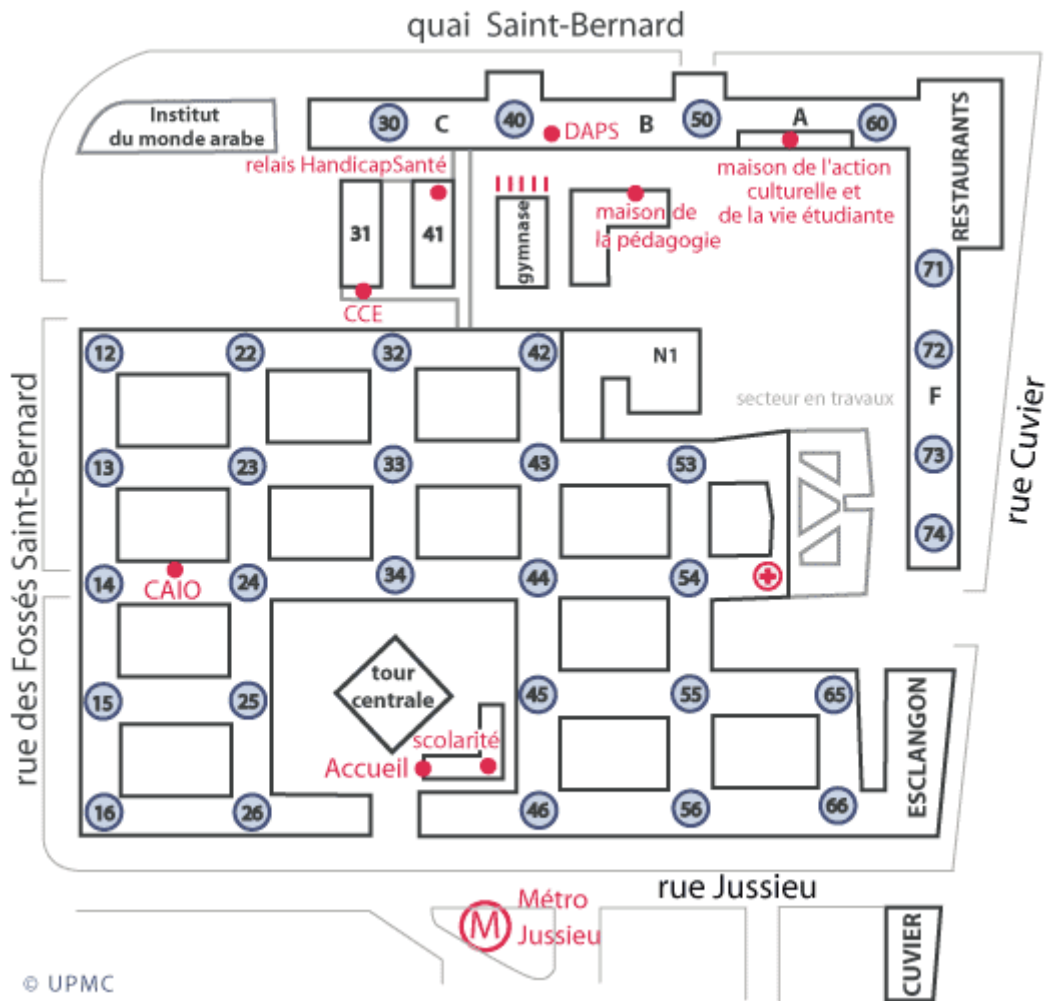 quai Saint-Bernard
Institut
du monde arabe
30
C
40
DAPS
B
50
A
60
RESTAURANTS
relais HandicapSanté
maison de l'action
culturelle et
de la vie étudiante
31
41
gymnase
maison de
la pédagogie
71
CCE
12
22
32
42
N1
72
secteur en travaux
F
rue Cuvier
rue des Fossés Saint-Bernard
13
23
33
43
53
73
74
CAIO
14
24
34
44
54
tour
centrale
15
25
45
55
65
scolarité
Accueil
ESCLANGON
16
26
46
56
66
rue Jussieu
M
Métro
Jussieu
CUVIER
© UPMC